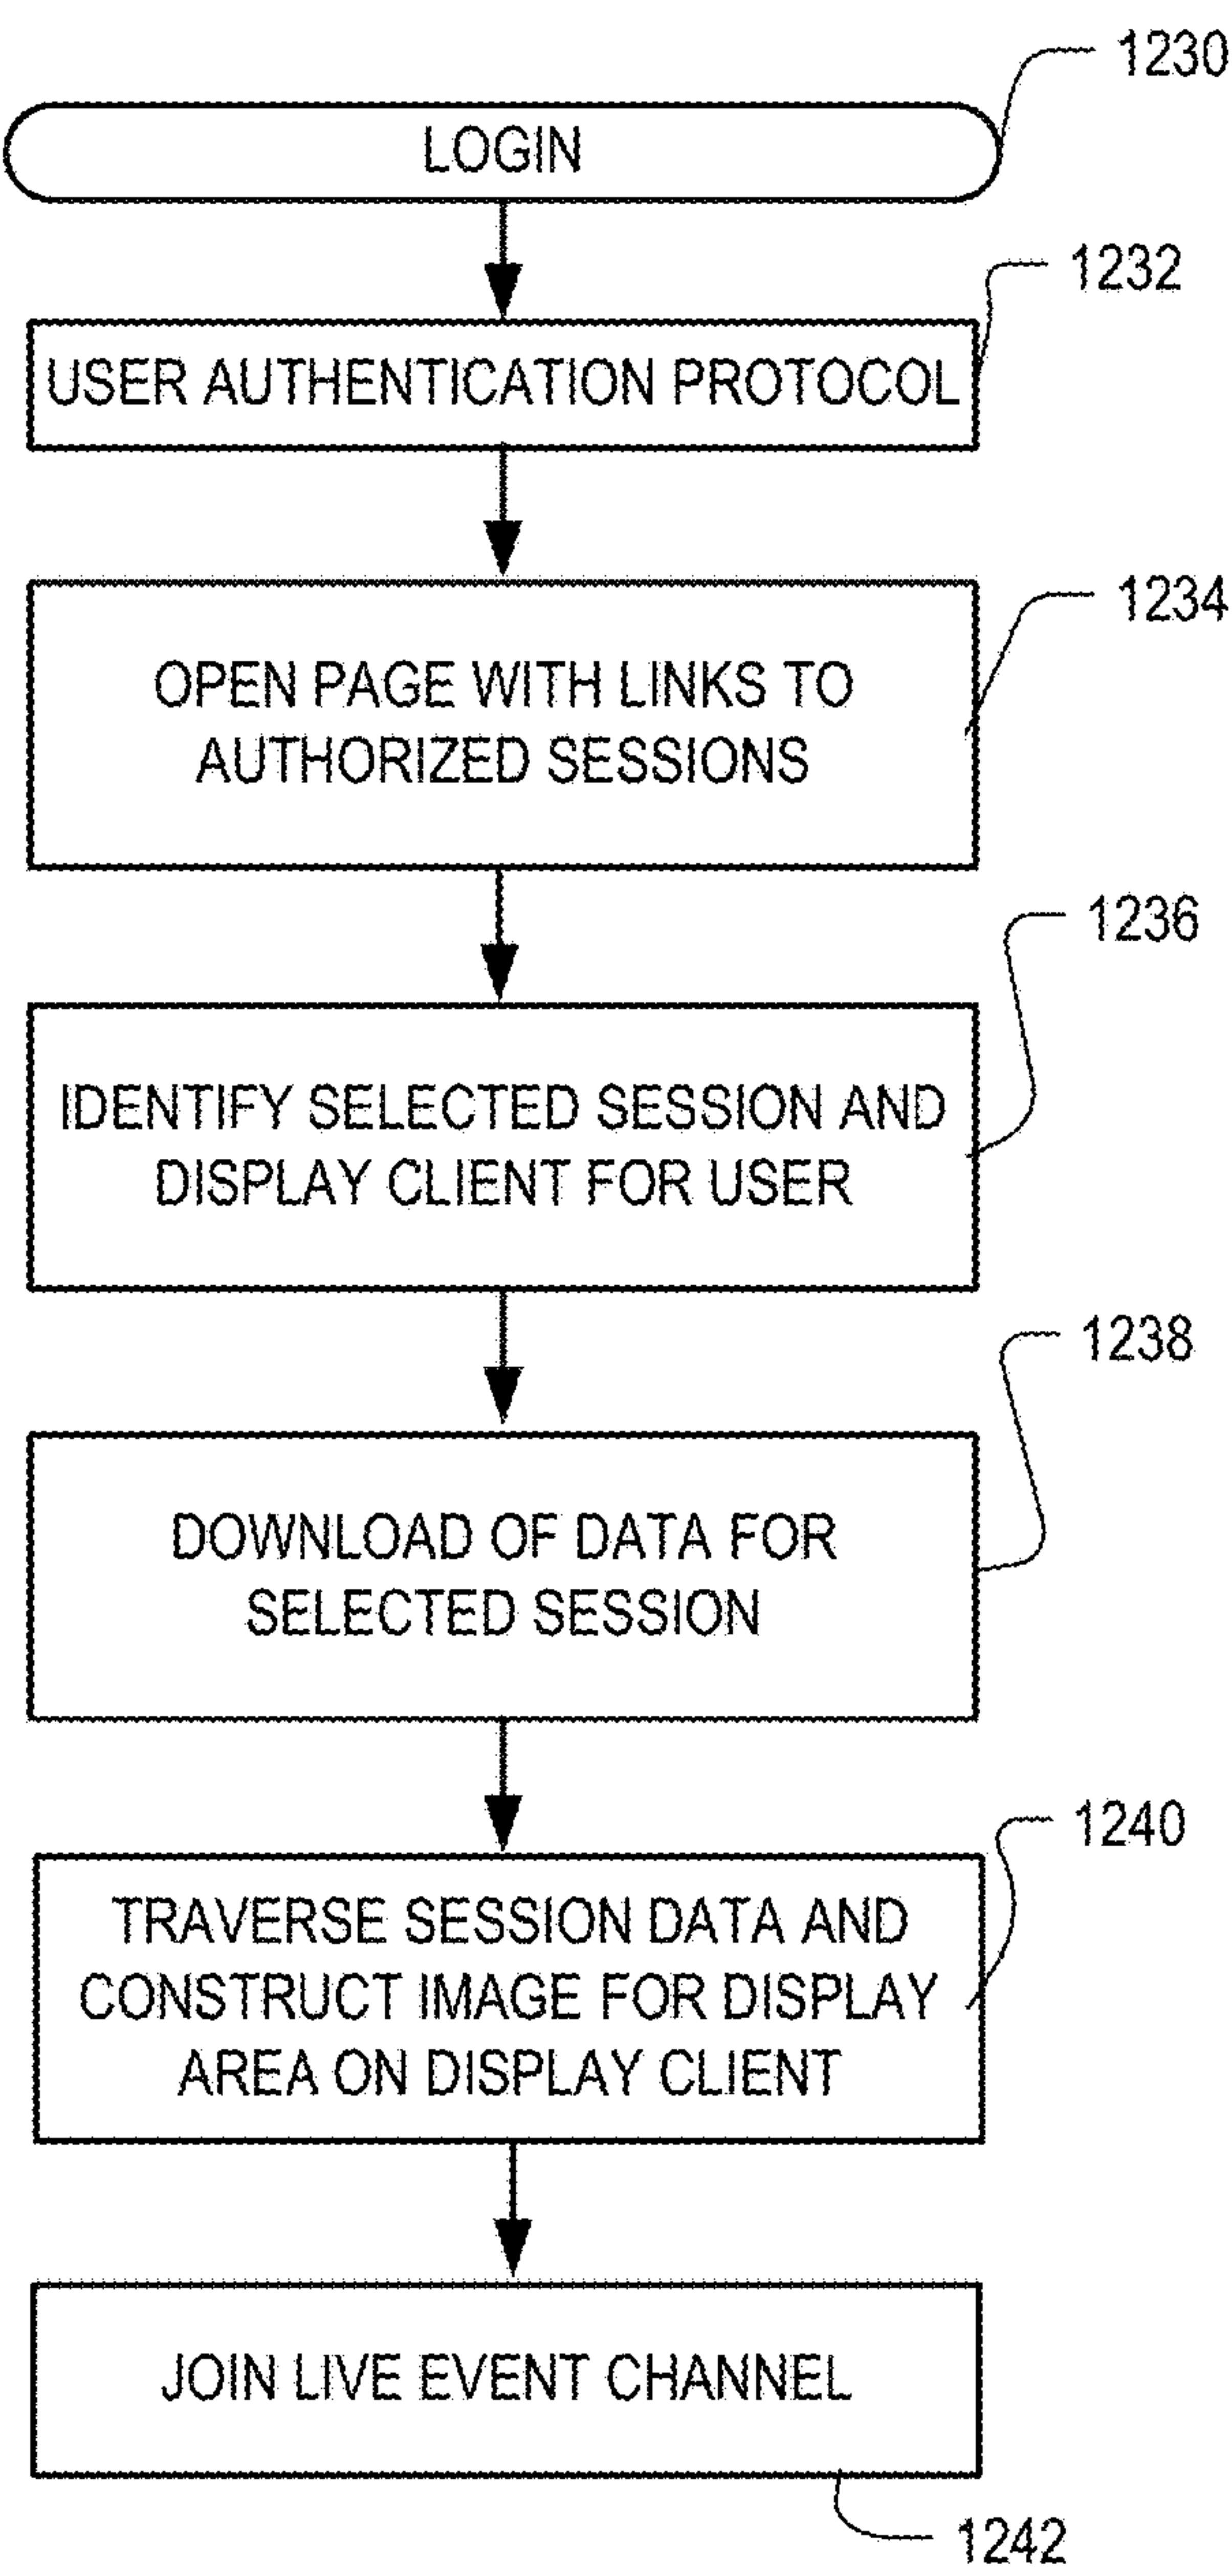 1230
LOGIN
1232
USER AUTHENTICATION PROTOCOL
1234
OPEN PAGE WITH LINKS TO
AUTHORIZED SESSIONS
1236
IDENTIFY SELECTED SESSION AND
DISPLAY CLIENT FOR USER
1238
DOWNLOAD OF DATA FOR
SELECTED SESSION
1240
TRAVERSE SESSION DATA AND
CONSTRUCT IMAGE FOR DISPLAY
AREA ON DISPLAY CLIENT
JOIN LIVE EVENT CHANNEL
1242